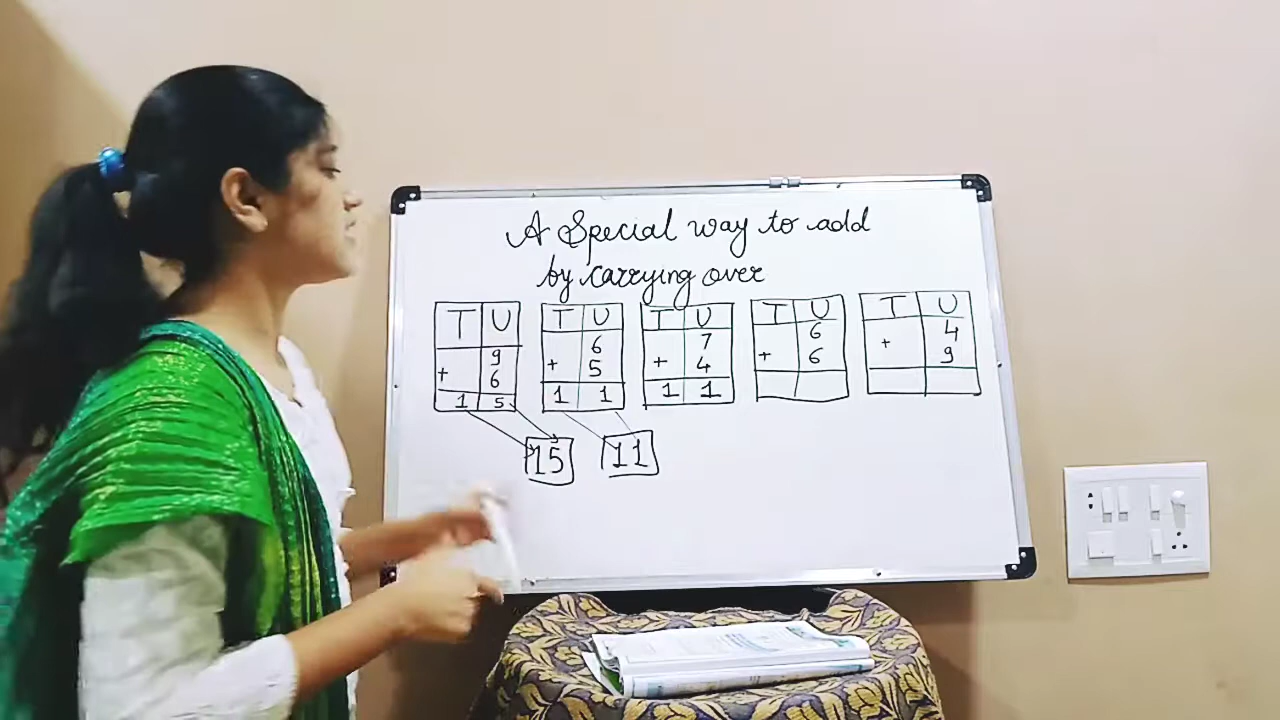 A Special way to add
by carrying over
T U T U T U T U T U
9 6 7 6 4
+ 6 + 5 + 4 + 6 + 9
1 5 1 1 1 1
15 11